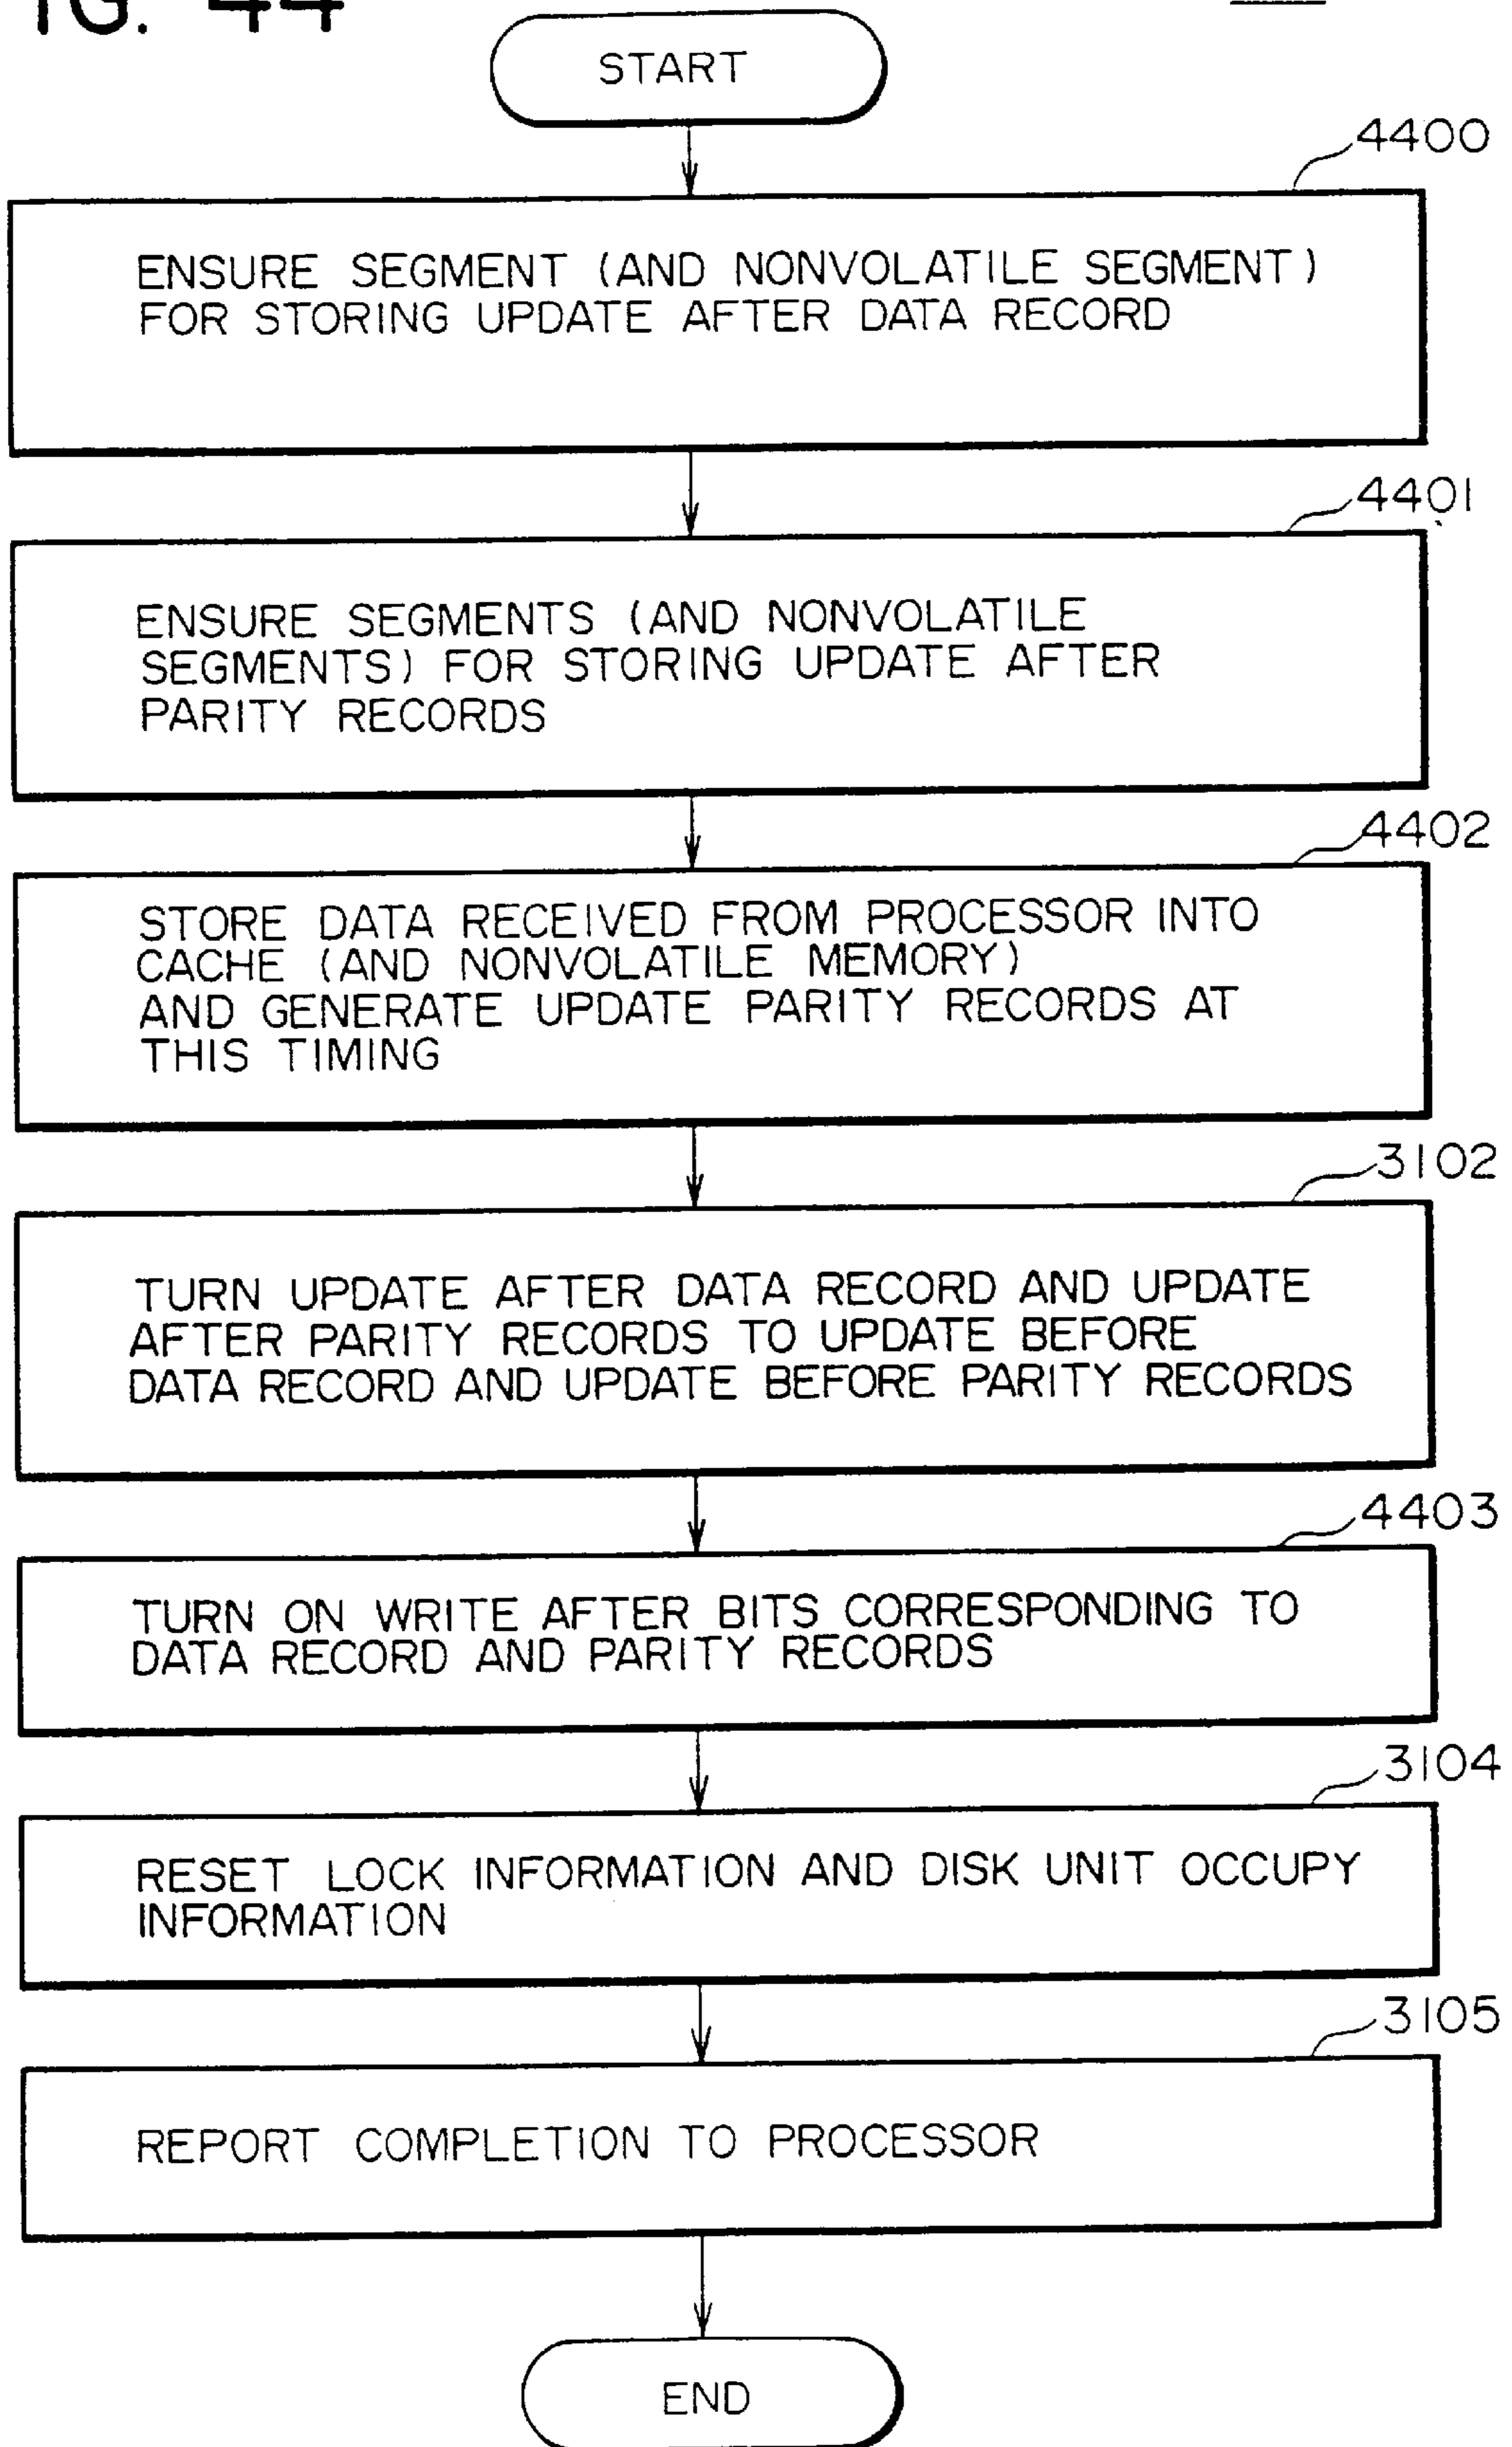 IG. 44
START
4400
ENSURE SEGMENT (AND NONVOLATILE SEGMENT)
FOR STORING UPDATE AFTER DATA RECORD
4401
ENSURE SEGMENTS (AND NONVOLATILE
SEGMENTS) FOR STORING UPDATE AFTER
PARITY RECORDS
4402
STORE DATA RECEIVED FROM PROCESSOR INTO
CACHE (AND NONVOLATILE MEMORY)
AND GENERATE UPDATE PARITY RECORDS AT
THIS TIMING
3102
TURN UPDATE AFTER DATA RECORD AND UPDATE
AFTER PARITY RECORDS TO UPDATE BEFORE
DATA RECORD AND UPDATE BEFORE PARITY RECORDS
4403
TURN ON WRITE AFTER BITS CORRESPONDING TO
DATA RECORD AND PARITY RECORDS
3104
RESET LOCK INFORMATION AND DISK UNIT OCCUPY
INFORMATION
3105
REPORT COMPLETION TO PROCESSOR
END